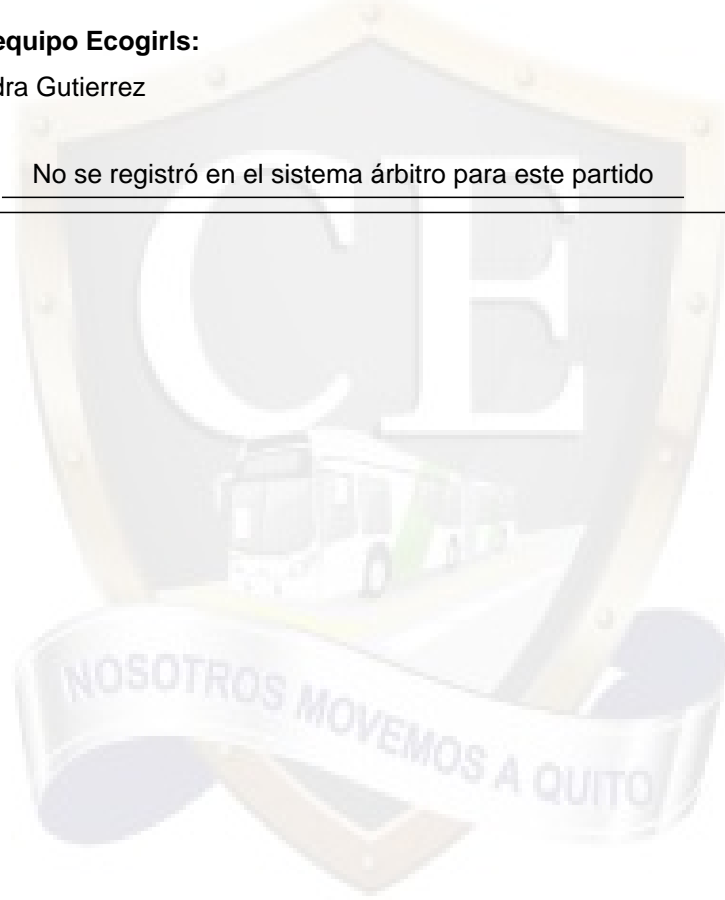 equipo Ecogirls:
dra Gutierrez
No se registró en el sistema árbitro para este partido
CE
NOSOTROS MOVEMOS A QUITO